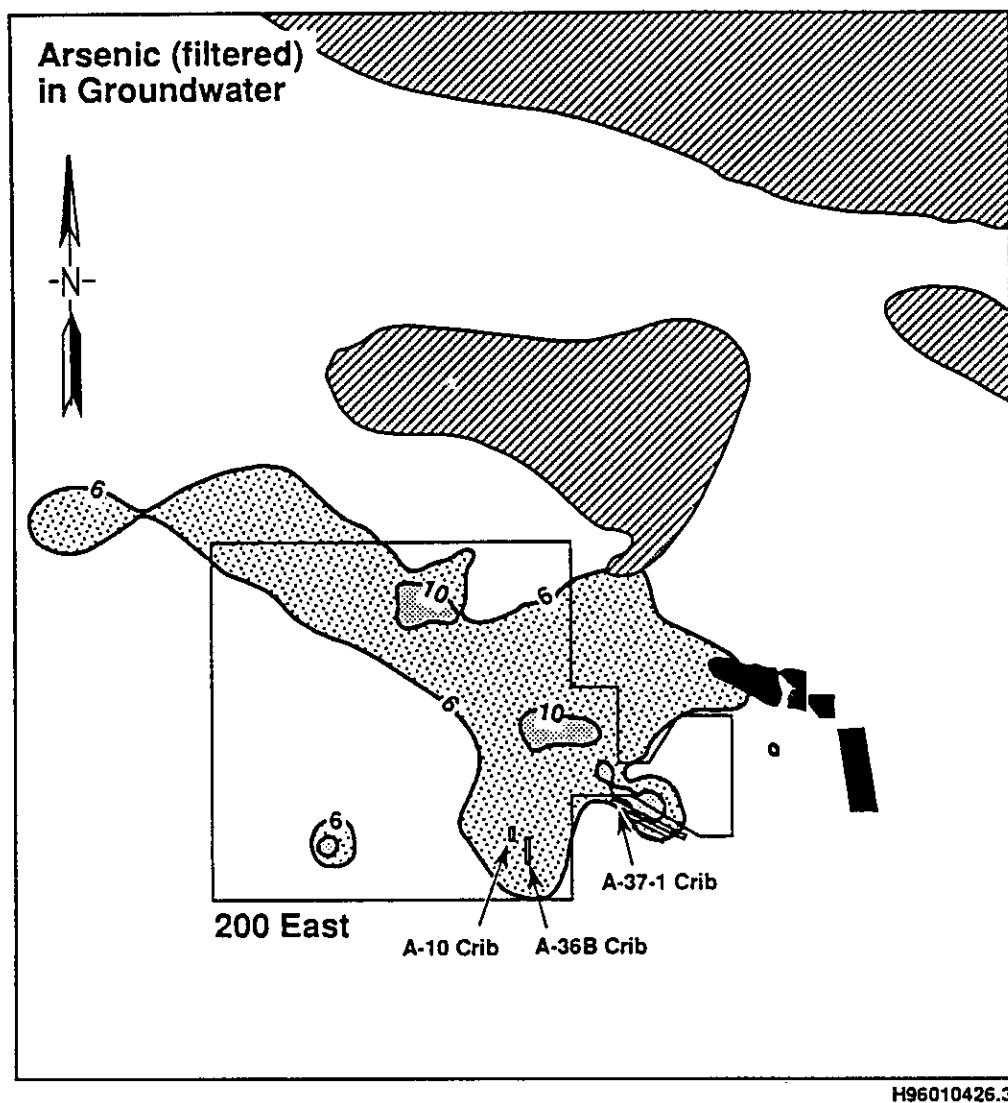 Arsenic (filtered)
in Groundwater
-N-
6
10
6
6
10
6
A-37-1 Crib
200 East
A-10 Crib
A-36B Crib
H96010426.3